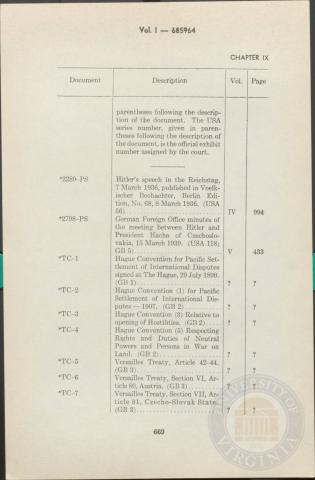 Vol. I — 685964
CHAPTER IX
Document Description Vol. Page
parentheses following the descrip-
tion of the document. The USA
series number, given in paren-
theses following the description of
the document, is the official exhibit
number assigned by the court.
*2289-PS Hitler's speech in the Reichstag,
7 March 1936, published in Voelk-
ischer Beobachter, Berlin Edi-
tion, No. 68, 8 March 1936. (USA
56) IV 994
*2798-PS German Foreign Office minutes of
the meeting between Hitler and
President Hacha of Czechoslo-
vakia, 15 March 1939. (USA 118;
GB 5) V 433
*TC-1 Hague Convention for Pacific Set-
tlement of International Disputes
signed at The Hague, 29 July 1899.
(GB 1) ? ?
*TC-2 Hague Convention (1) for Pacific
Settlement of International Dis-
putes — 1907. (GB 2) ? ?
*TC-3 Hague Convention (3) Relative to
opening of Hostilities. (GB 2) ? ?
*TC-4 Hague Convention (5) Respecting
Rights and Duties of Neutral
Powers and Persons in War on
Land. (GB 2) ? ?
*TC-5 Versailles Treaty, Article 42-44.
(GB 3) ? ?
*TC-6 Versailles Treaty, Section VI, Ar-
ticle 80, Austria. (GB 3) ? ?
*TC-7 Versailles Treaty, Section VII, Ar-
ticle 81, Czecho-Slovak State.
(GB 3) ? ?
669
UNIVERSITY OF
VIRGINIA